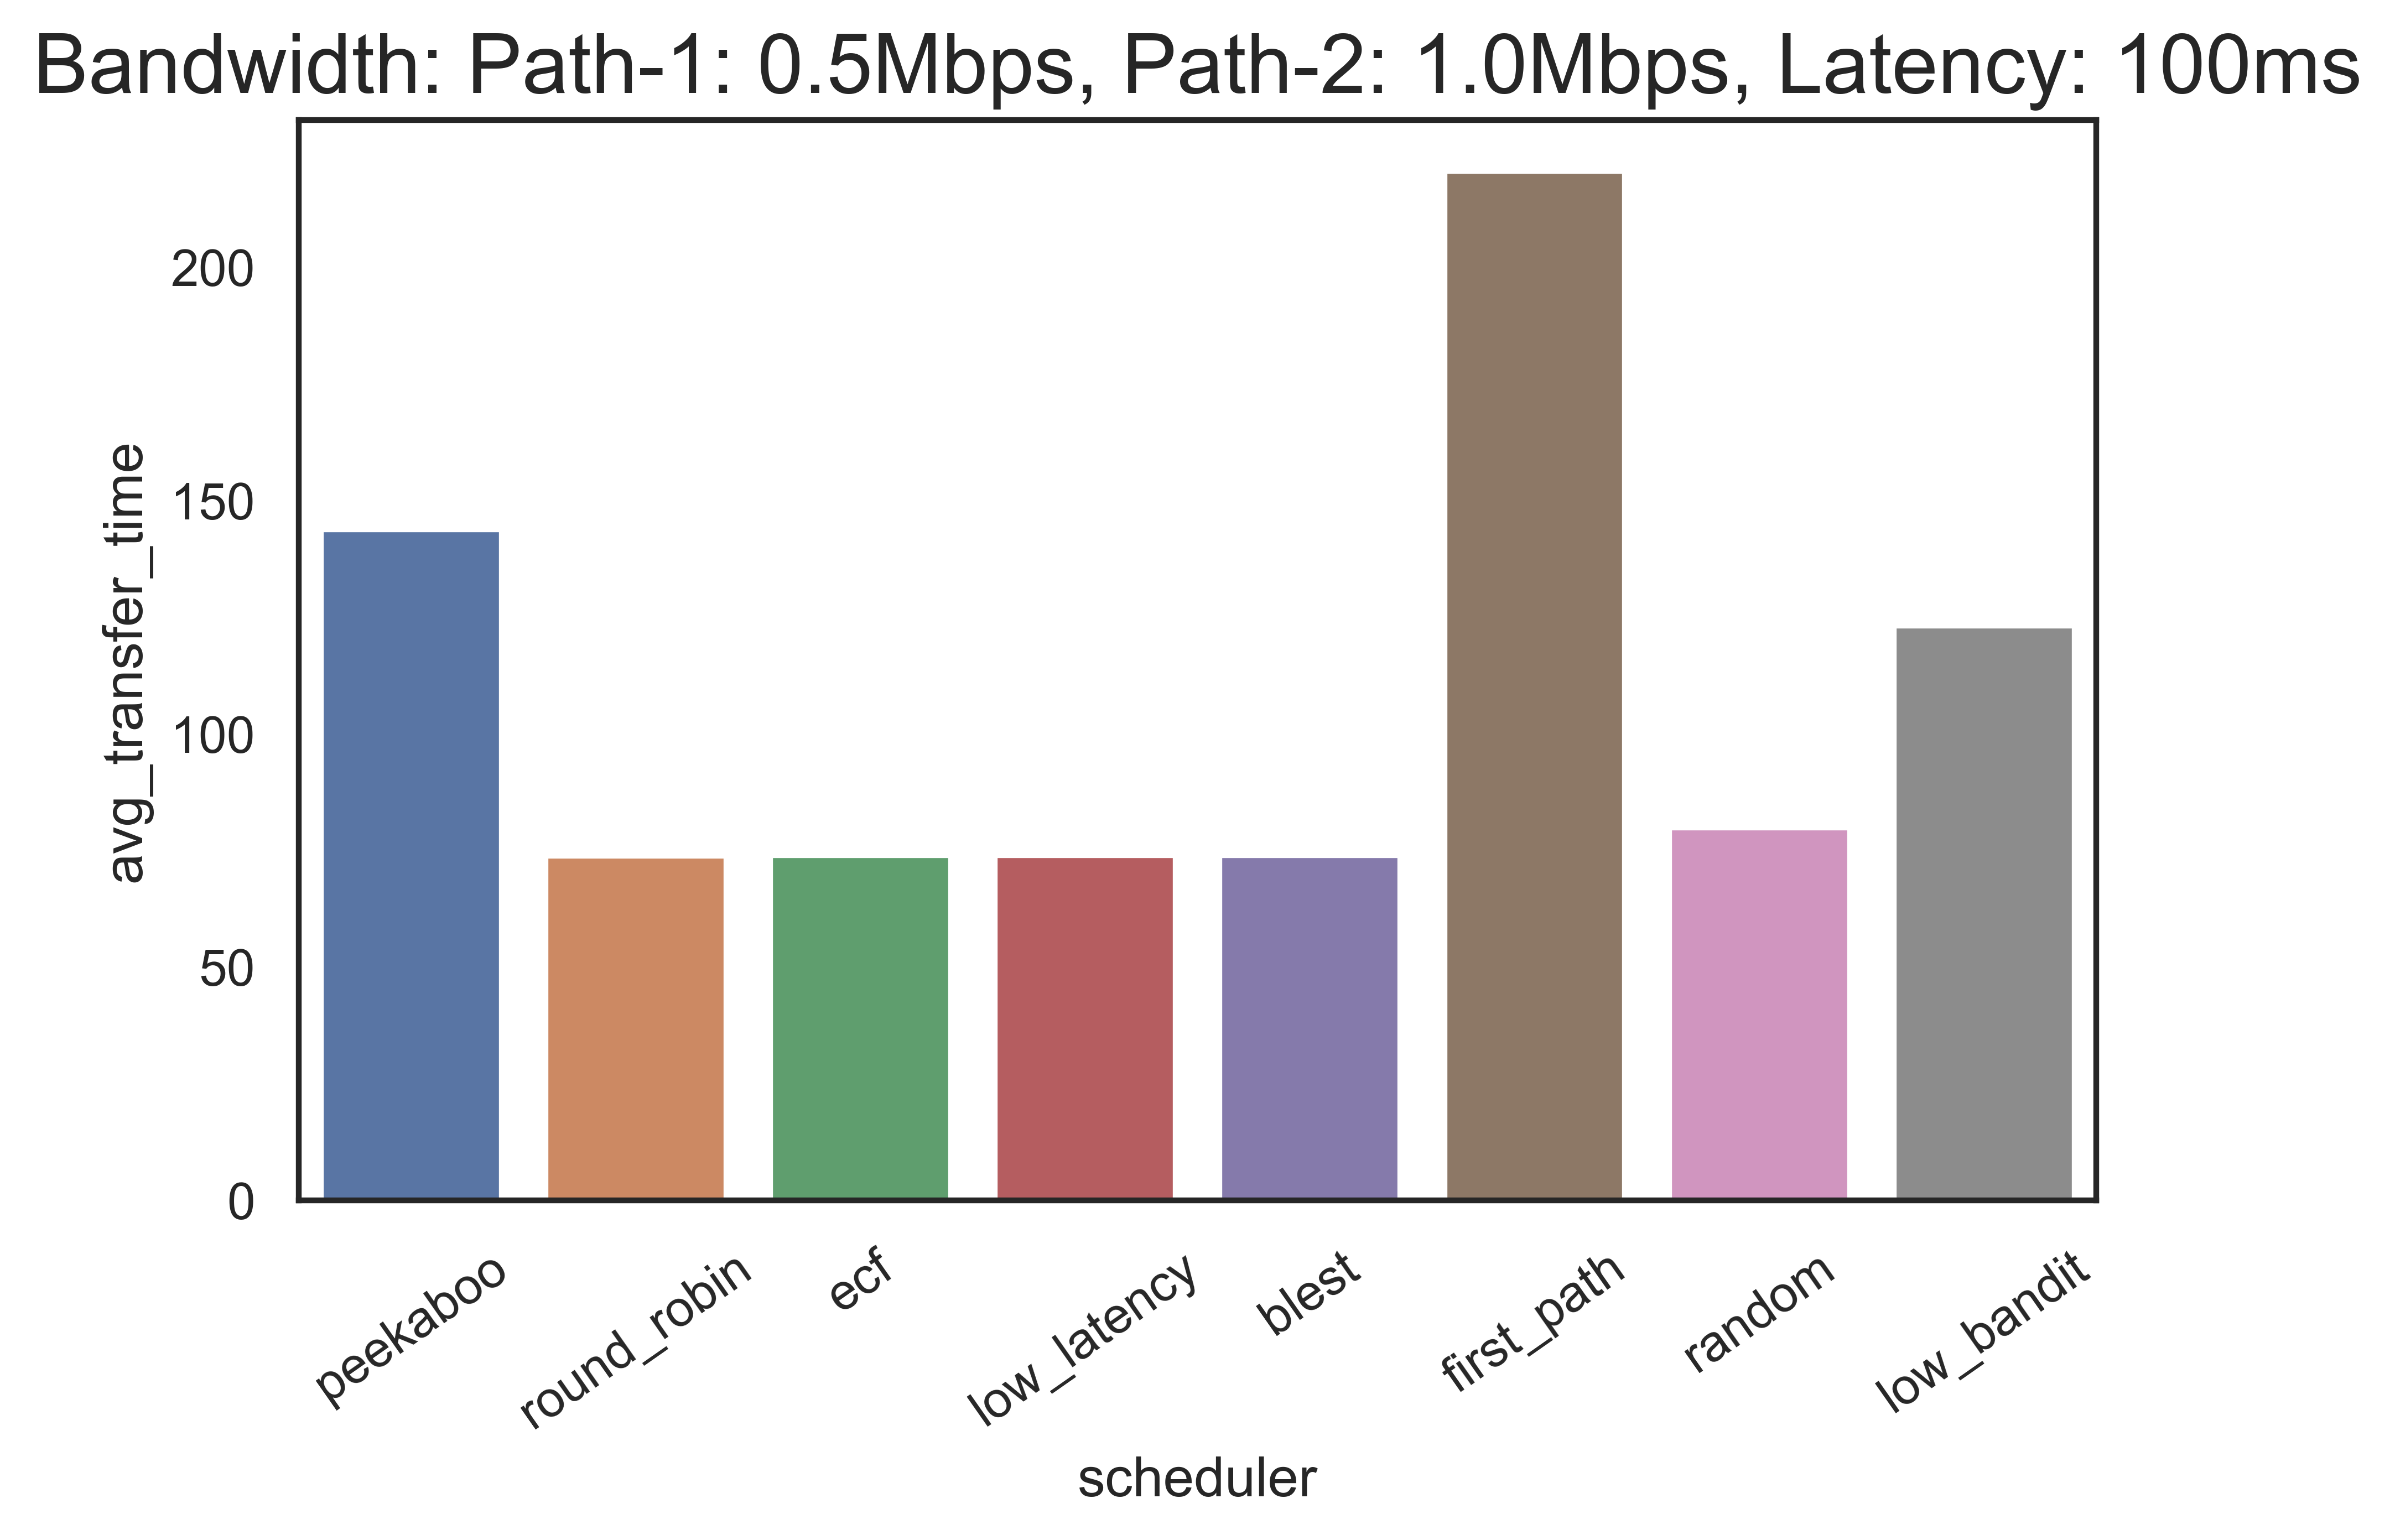 Bandwidth: Path-1: 0.5Mbps, Path-2: 1.0Mbps, Latency: 100ms
avg_transfer_time
200
150
100
50
0
peekaboo
round_robin
ecf
low_latency
blest
first_path
random
low_bandit
scheduler